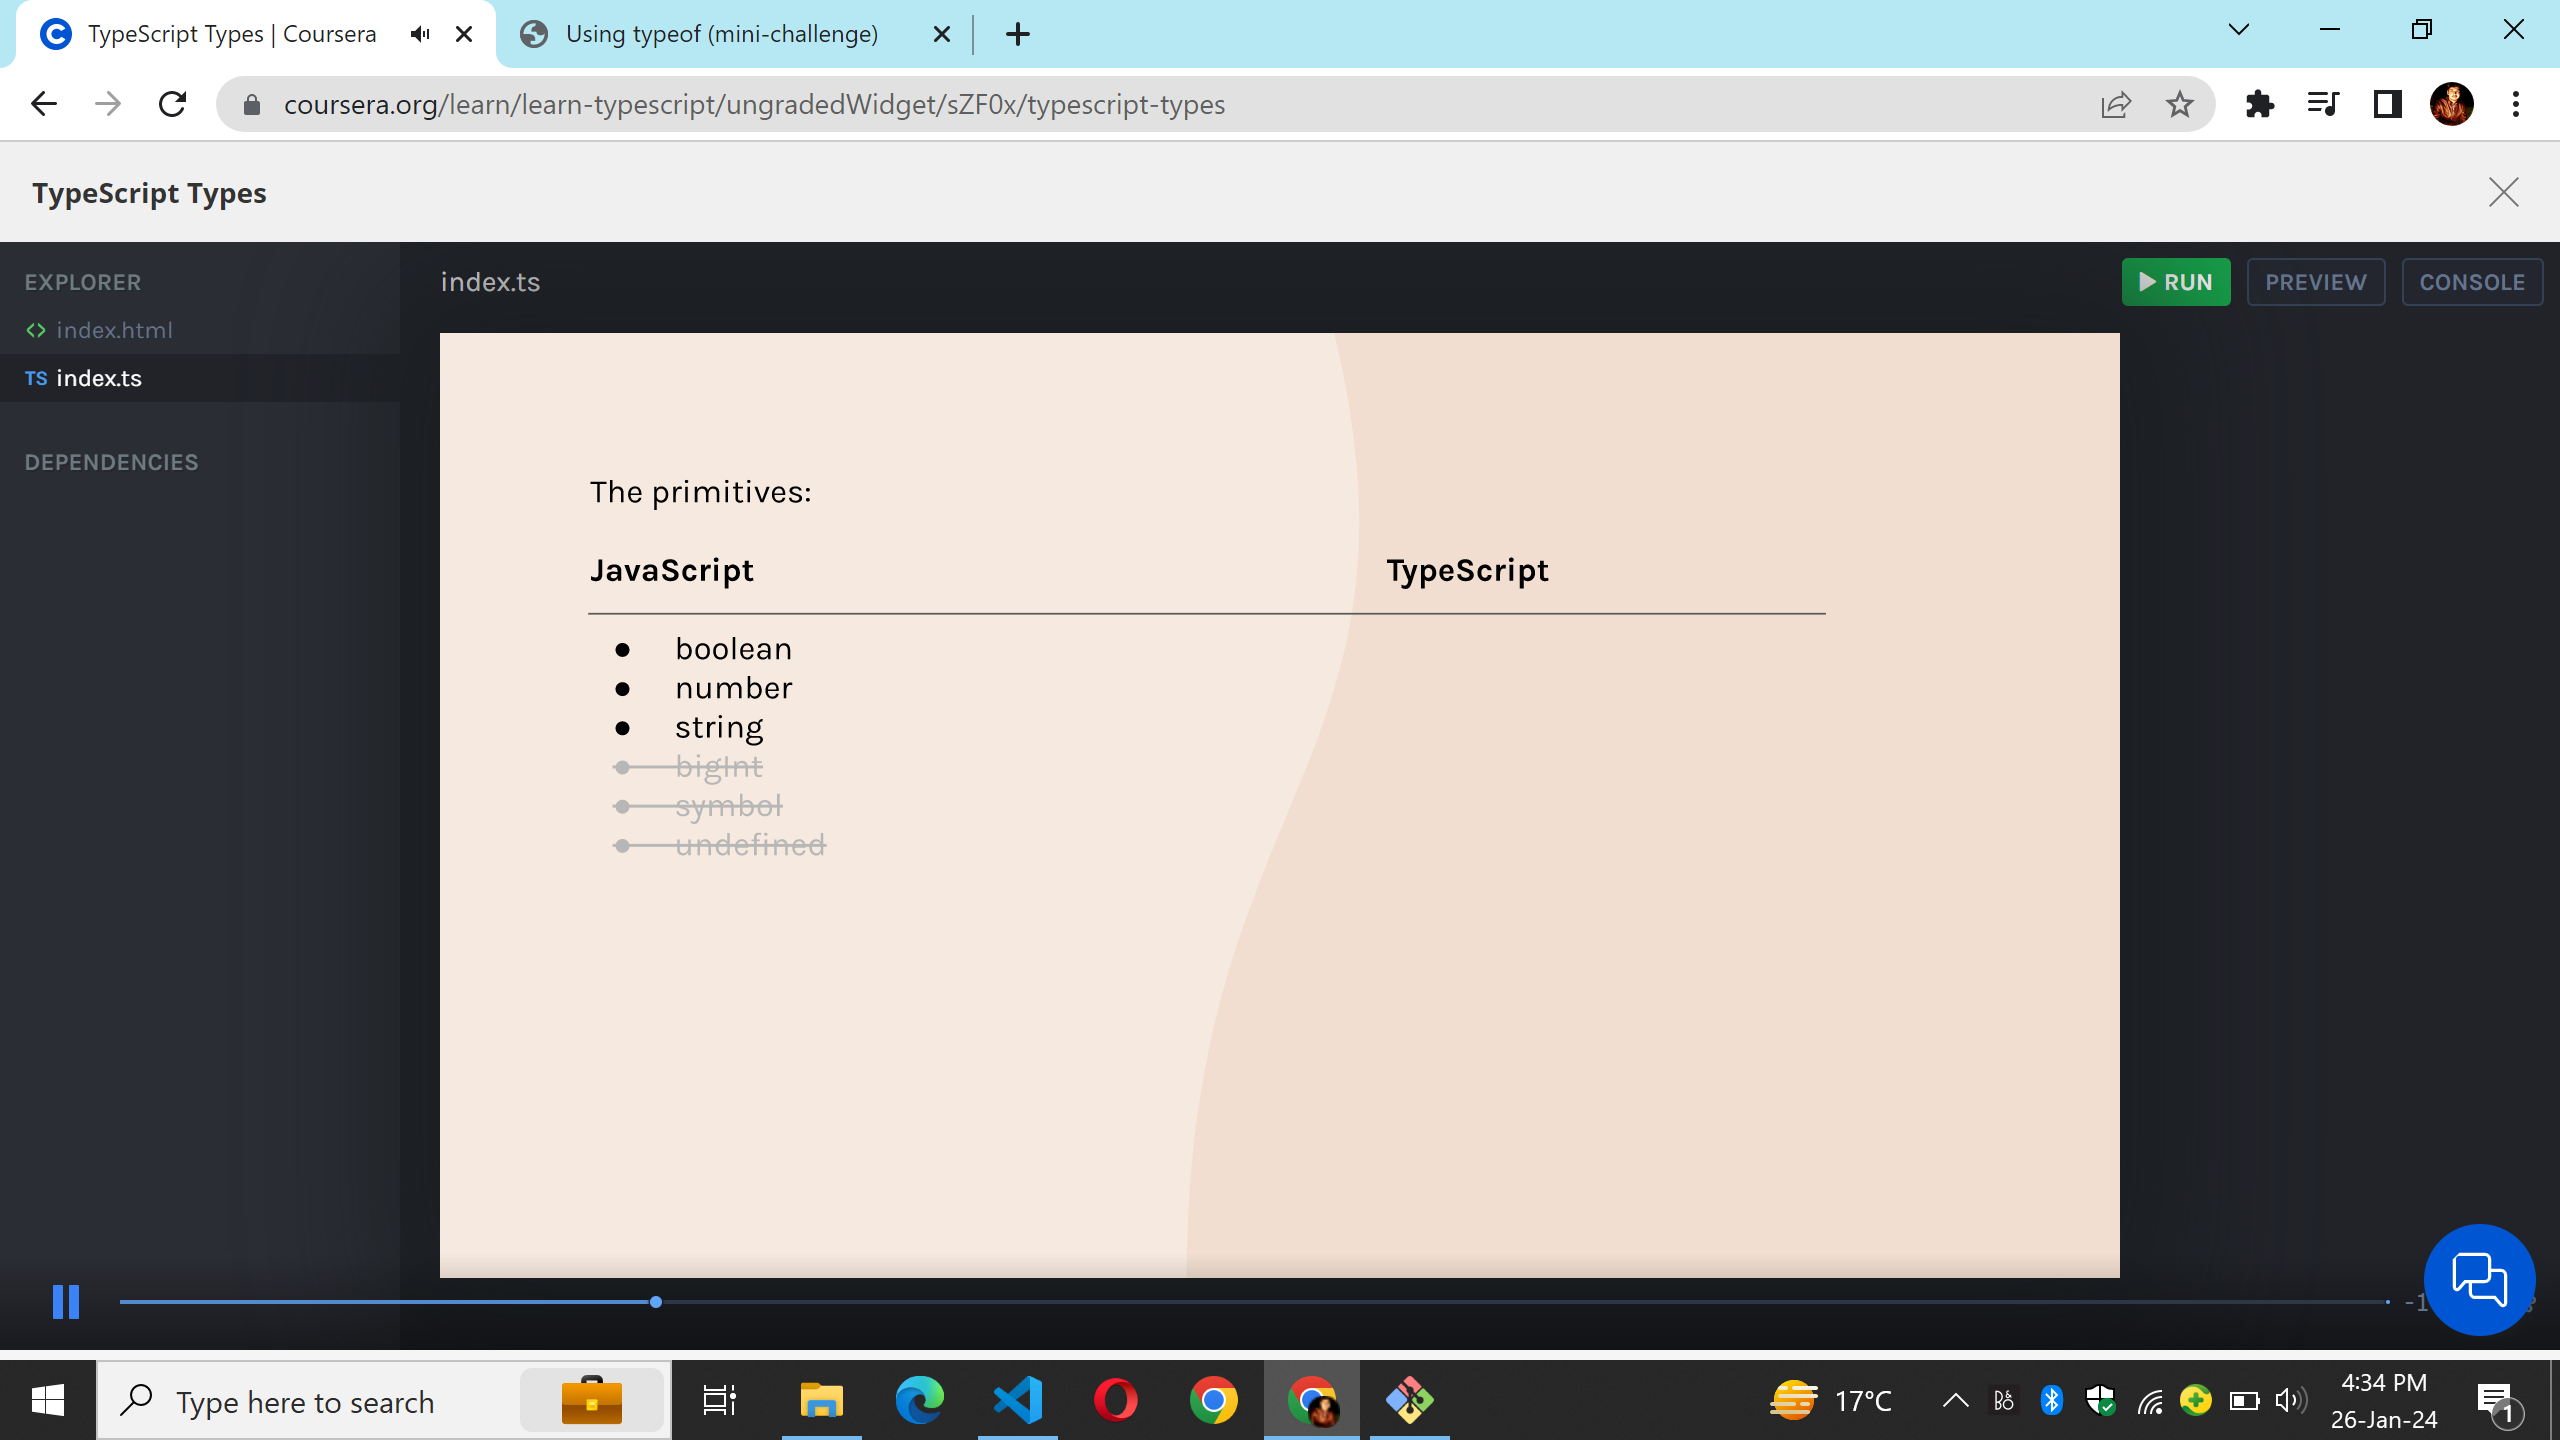 TypeScript Types | Coursera
Using typeof (mini-challenge)
coursera.org/learn/learn-typescript/ungradedWidget/sZF0x/typescript-types
TypeScript Types
EXPLORER
index.html
TS index.ts
DEPENDENCIES
index.ts
RUN
PREVIEW
CONSOLE
The primitives:
JavaScript TypeScript
● boolean
● number
● string
● bigInt
● symbol
● undefined
Type here to search
17°C
4:34 PM
26-Jan-24
1